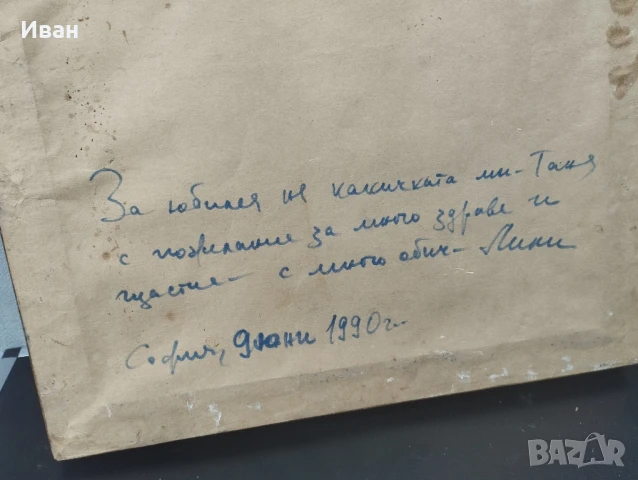 Иван
За юбилея на какичката ми - Таня
с пожелание за много здраве и
щастие - с много обич - Лили
София, 9 юни 1990 г.
BAZAR